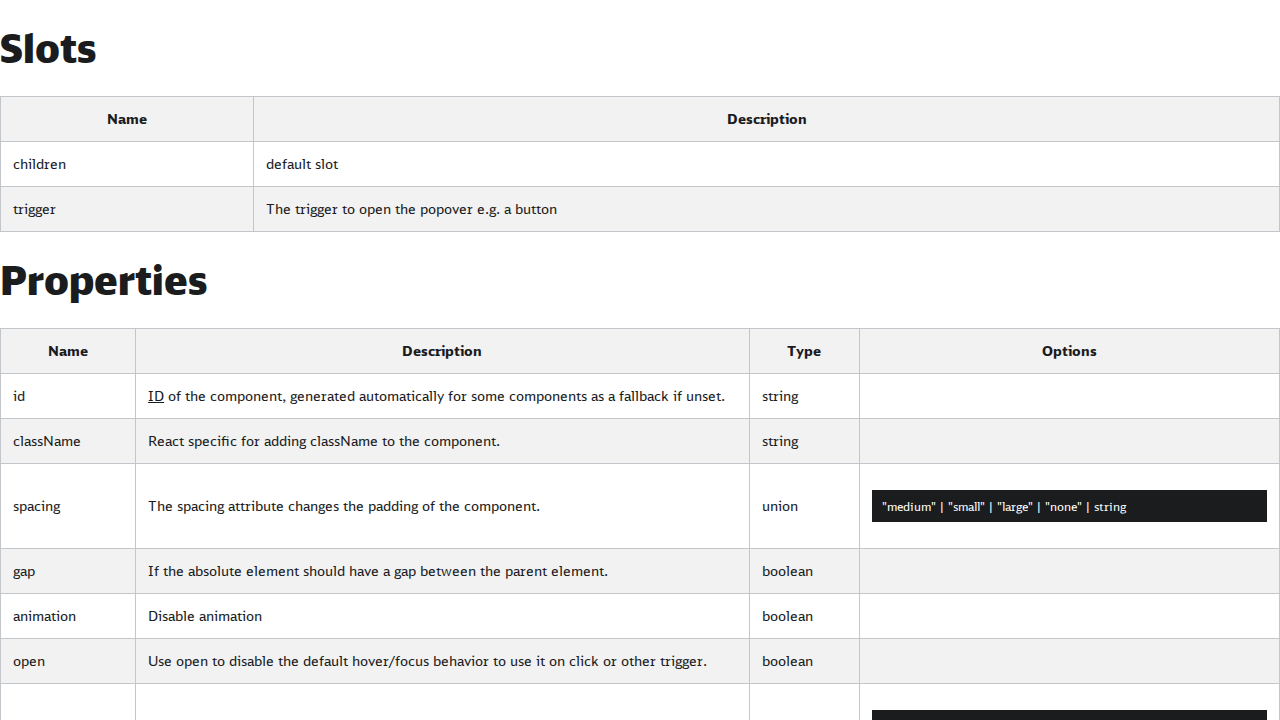 Slots
Name Description
children default slot
trigger The trigger to open the popover e.g. a button
Properties
Name Description Type Options
id ID of the component, generated automatically for some components as a fallback if unset. string
className React specific for adding className to the component. string
spacing The spacing attribute changes the padding of the component. union "medium" | "small" | "large" | "none" | string
gap If the absolute element should have a gap between the parent element. boolean
animation Disable animation boolean
open Use open to disable the default hover/focus behavior to use it on click or other trigger. boolean